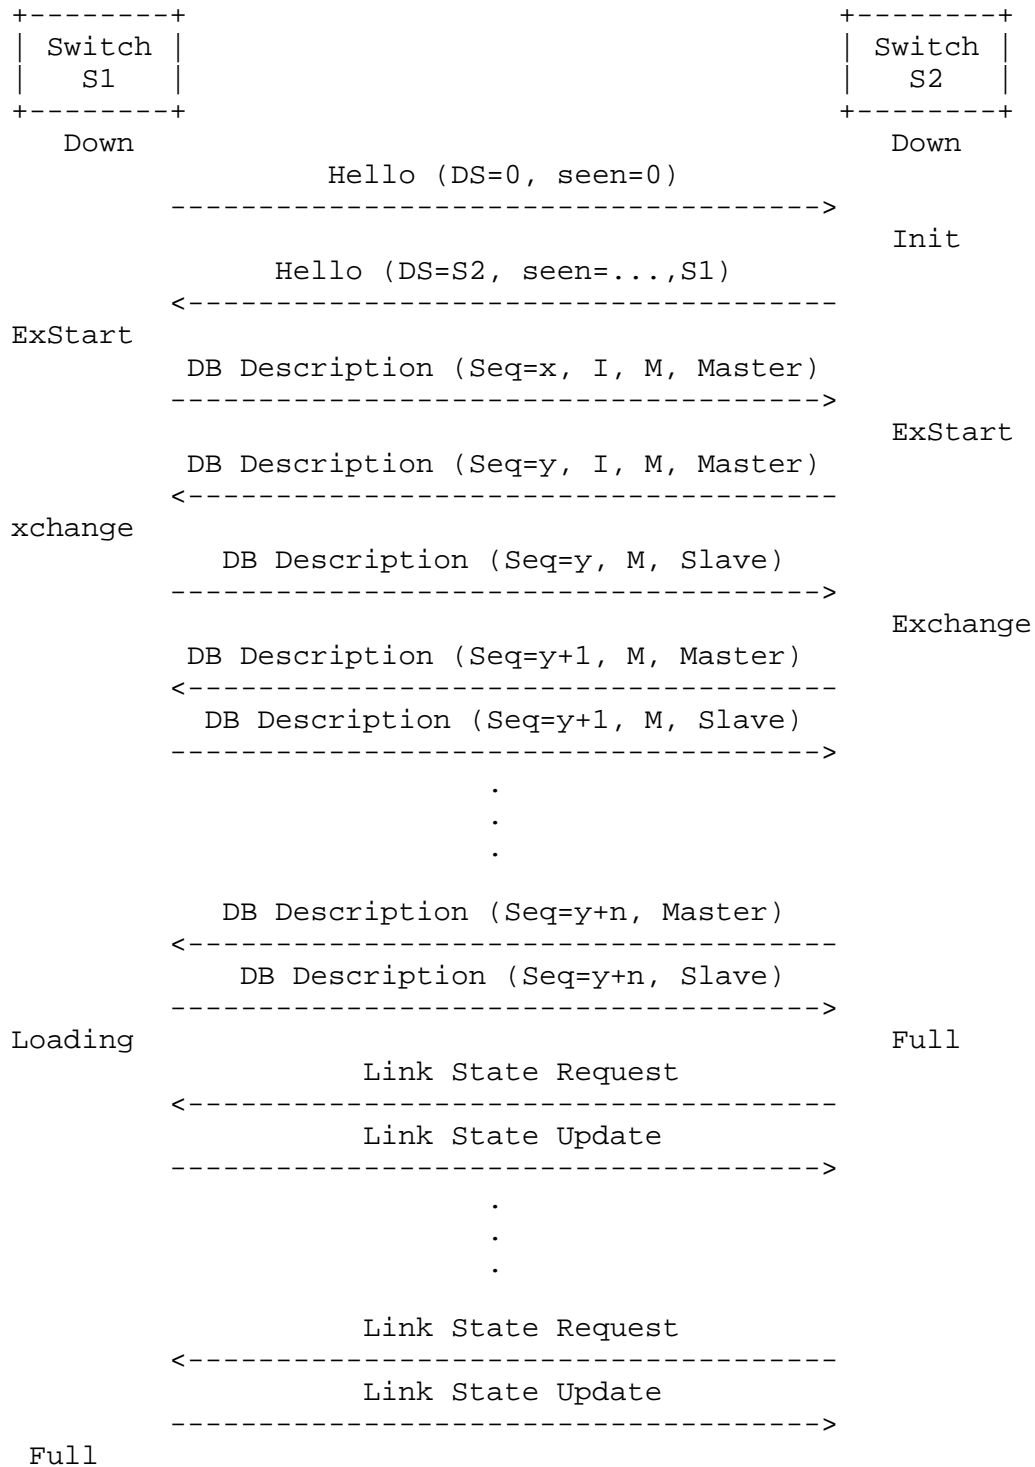 +--------+                                      +--------+
| Switch |                                      | Switch |
|   S1   |                                      |   S2   |
+--------+                                      +--------+
   Down                                            Down
                  Hello (DS=0, seen=0)
         ------------------------------------->
                                                   Init
               Hello (DS=S2, seen=...,S1)
         <-------------------------------------
ExStart
          DB Description (Seq=x, I, M, Master)
         ------------------------------------->
                                                   ExStart
          DB Description (Seq=y, I, M, Master)
         <-------------------------------------
xchange
            DB Description (Seq=y, M, Slave)
         ------------------------------------->
                                                   Exchange
          DB Description (Seq=y+1, M, Master)
         <-------------------------------------
           DB Description (Seq=y+1, M, Slave)
         ------------------------------------->
                           .
                           .
                           .
            DB Description (Seq=y+n, Master)
         <-------------------------------------
             DB Description (Seq=y+n, Slave)
         ------------------------------------->
Loading                                            Full
                    Link State Request
         <-------------------------------------
                    Link State Update
         ------------------------------------->
                           .
                           .
                           .
                    Link State Request
         <-------------------------------------
                    Link State Update
         ------------------------------------->
 Full